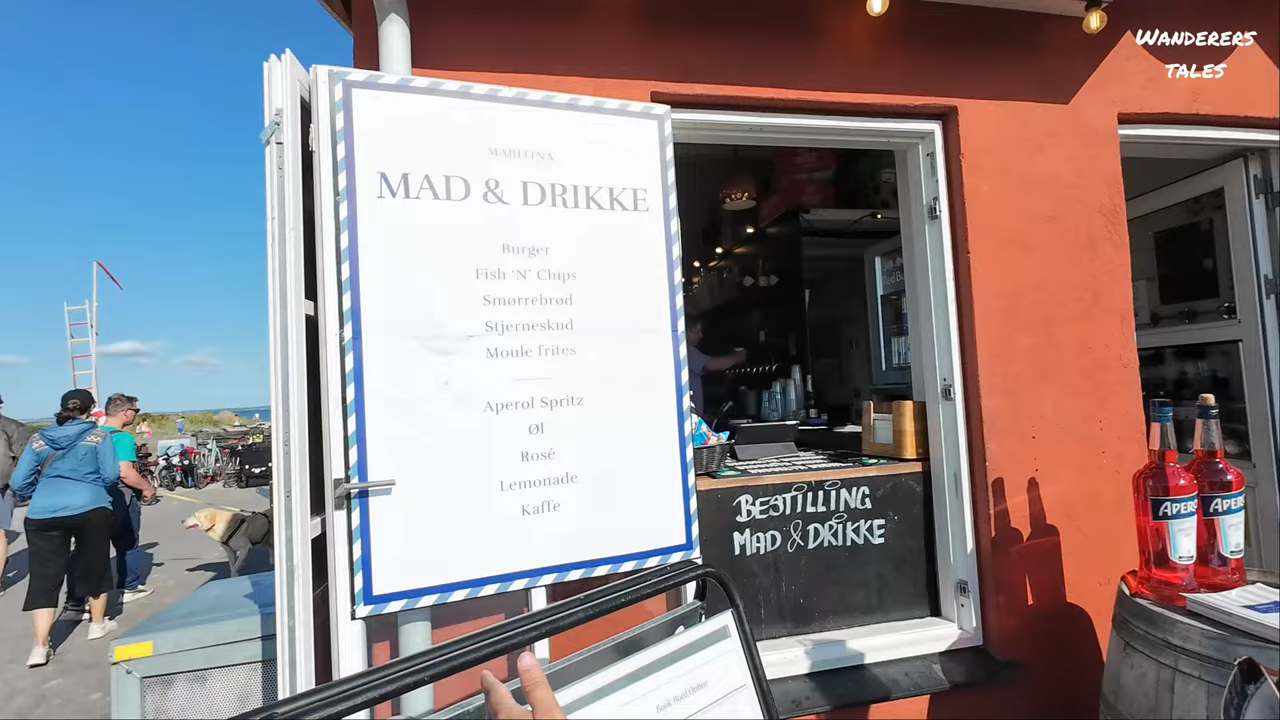 WANDERERS
TALES
MAD & DRIKKE
Burger
Fish 'N' Chips
Smørrebrød
Stjerneskud
Moule frites
Aperol Spritz
Øl
Rosé
Lemonade
Kaffe
BESTILLING
MAD & DRIKKE
APER
APER